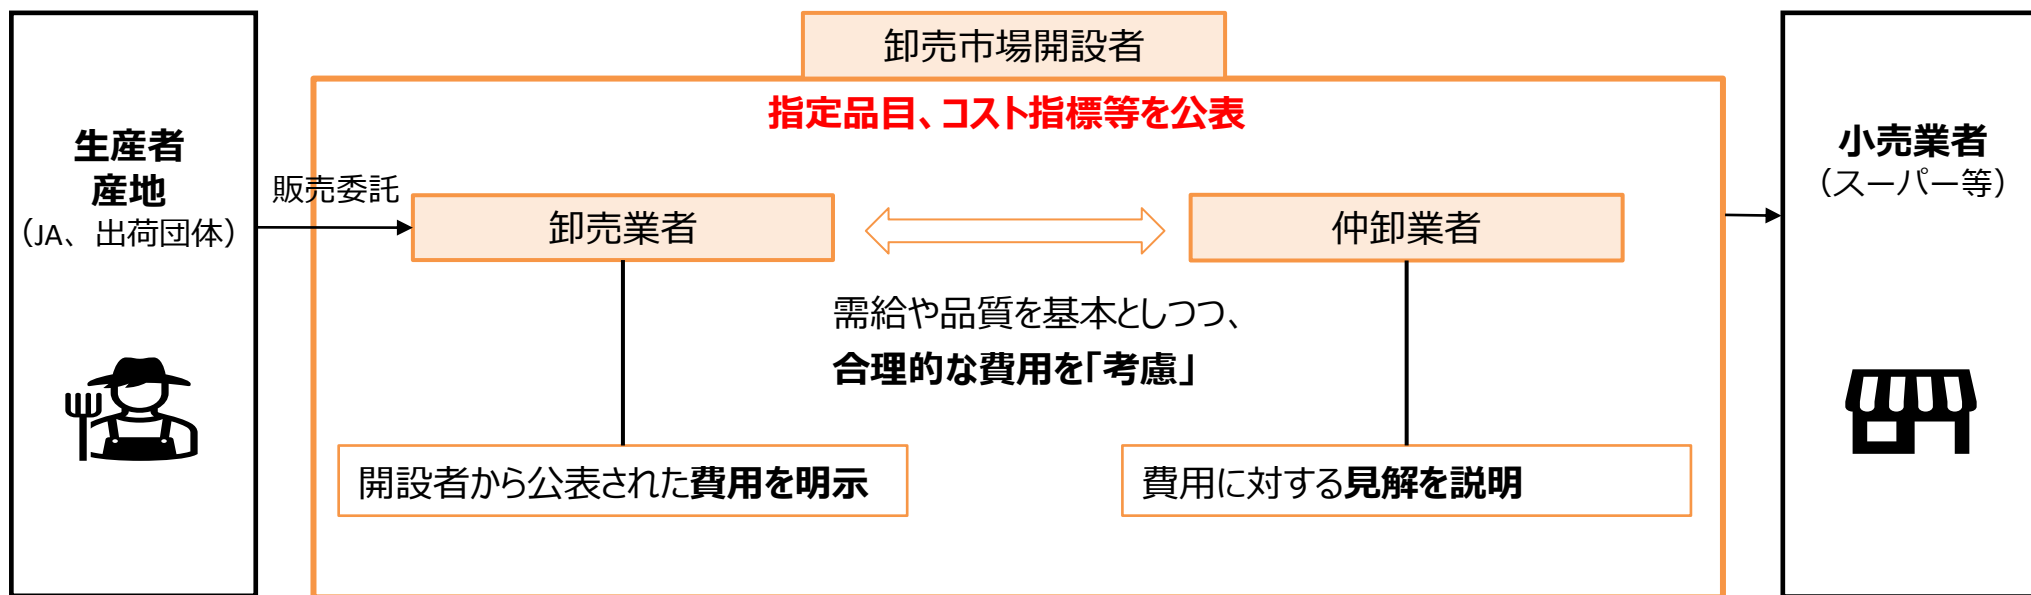 卸売市場開設者
指定品目、コスト指標等を公表
生産者
産地
（JA、出荷団体）
販売委託
卸売業者
仲卸業者
需給や品質を基本としつつ、
合理的な費用を「考慮」
開設者から公表された費用を明示
費用に対する見解を説明
小売業者
（スーパー等）